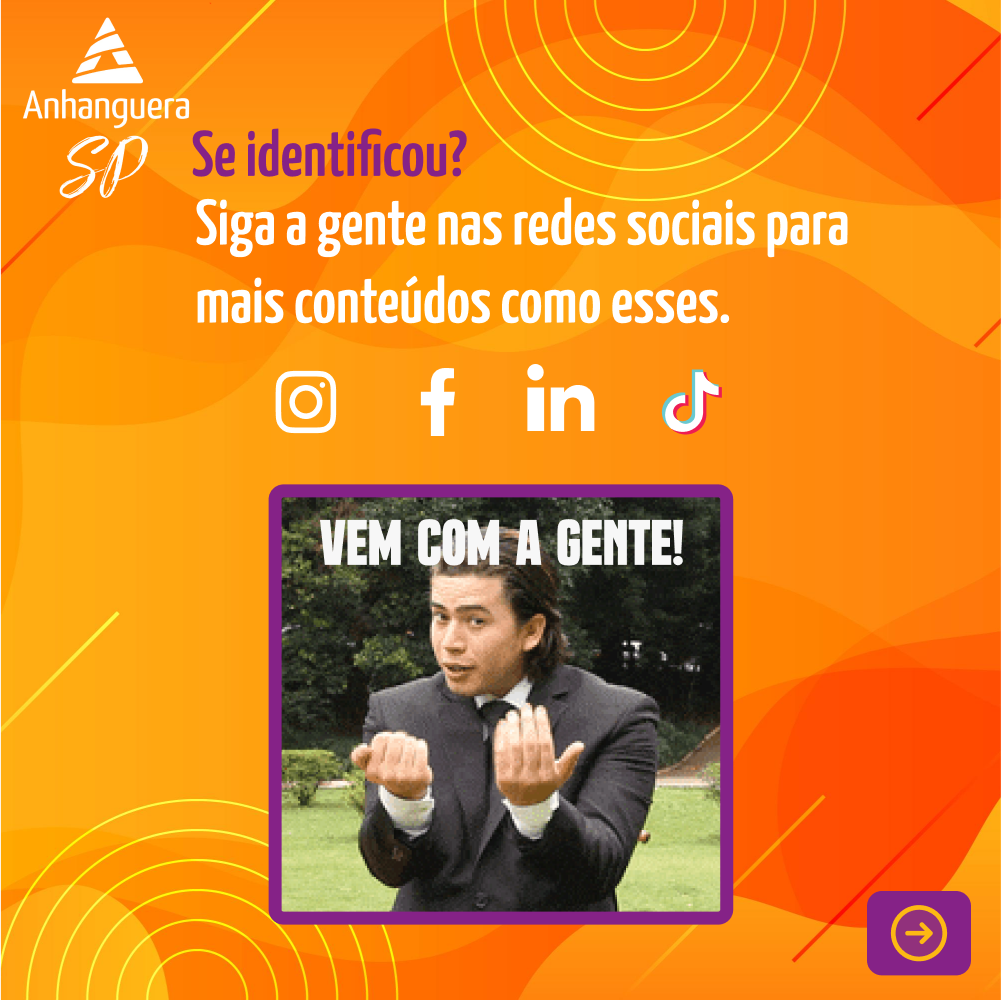 Anhanguera
SP
Se identificou?
Siga a gente nas redes sociais para
mais conteúdos como esses.
VEM COM A GENTE!